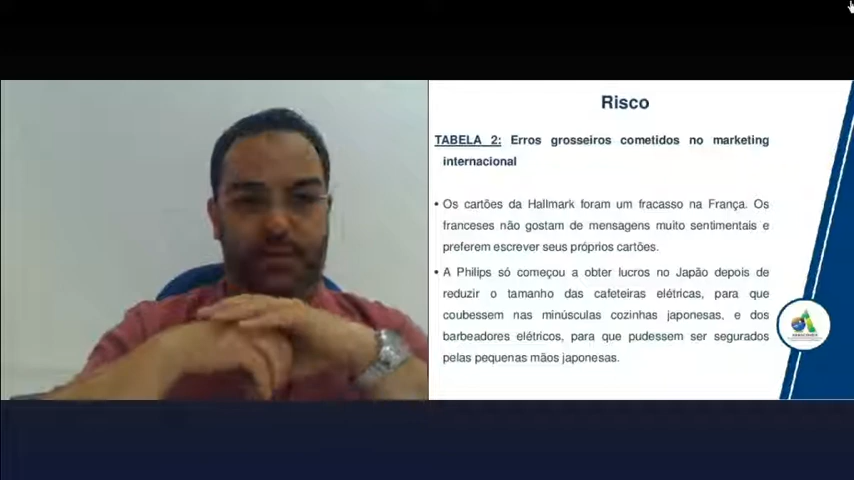 Risco
TABELA 2: Erros grosseiros cometidos no marketing
internacional
• Os cartões da Hallmark foram um fracasso na França. Os
franceses não gostam de mensagens muito sentimentais e
preferem escrever seus próprios cartões.
• A Philips só começou a obter lucros no Japão depois de
reduzir o tamanho das cafeteiras elétricas, para que
coubessem nas minúsculas cozinhas japonesas, e dos
barbeadores elétricos, para que pudessem ser segurados
pelas pequenas mãos japonesas.